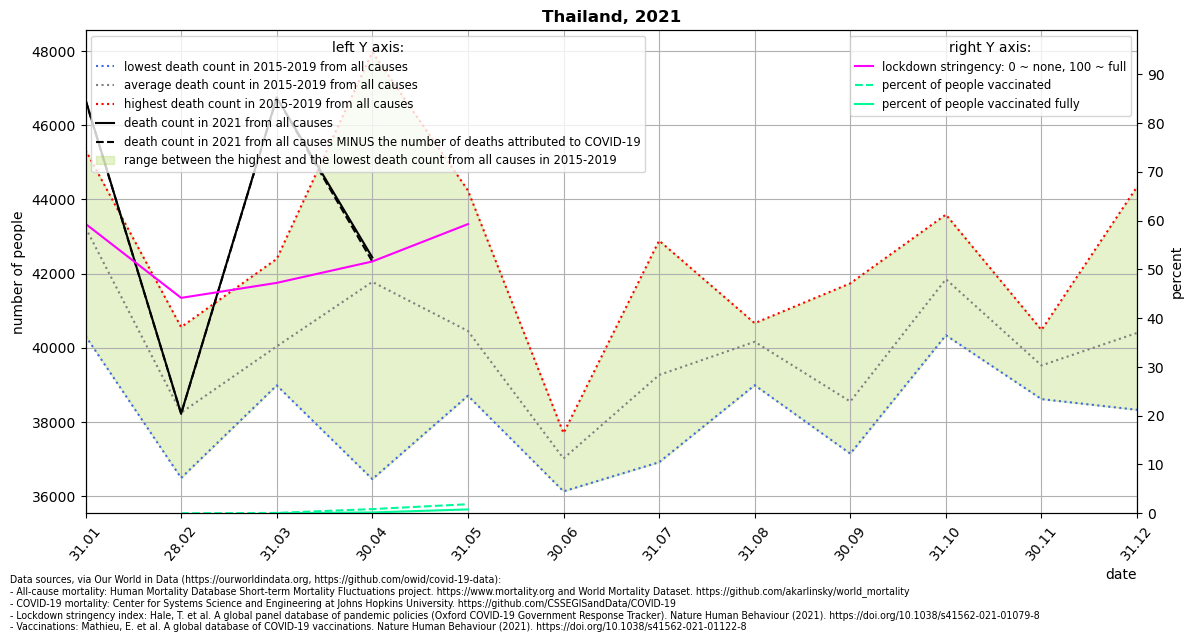 Thailand, 2021
left Y axis:
lowest death count in 2015-2019 from all causes
average death count in 2015-2019 from all causes
highest death count in 2015-2019 from all causes
death count in 2021 from all causes
death count in 2021 from all causes MINUS the number of deaths attributed to COVID-19
range between the highest and the lowest death count from all causes in 2015-2019
right Y axis:
lockdown stringency: 0 ~ none, 100 ~ full
percent of people vaccinated
percent of people vaccinated fully
number of people
48000
46000
44000
42000
40000
38000
36000
percent
90
80
70
60
50
40
30
20
10
0
31.01
28.02
31.03
30.04
31.05
30.06
31.07
31.08
30.09
31.10
30.11
31.12
date
Data sources, via Our World in Data (https://ourworldindata.org, https://github.com/owid/covid-19-data):
- All-cause mortality: Human Mortality Database Short-term Mortality Fluctuations project. https://www.mortality.org and World Mortality Dataset. https://github.com/akarlinsky/world_mortality
- COVID-19 mortality: Center for Systems Science and Engineering at Johns Hopkins University. https://github.com/CSSEGISandData/COVID-19
- Lockdown stringency index: Hale, T. et al. A global panel database of pandemic policies (Oxford COVID-19 Government Response Tracker). Nature Human Behaviour (2021). https://doi.org/10.1038/s41562-021-01079-8
- Vaccinations: Mathieu, E. et al. A global database of COVID-19 vaccinations. Nature Human Behaviour (2021). https://doi.org/10.1038/s41562-021-01122-8